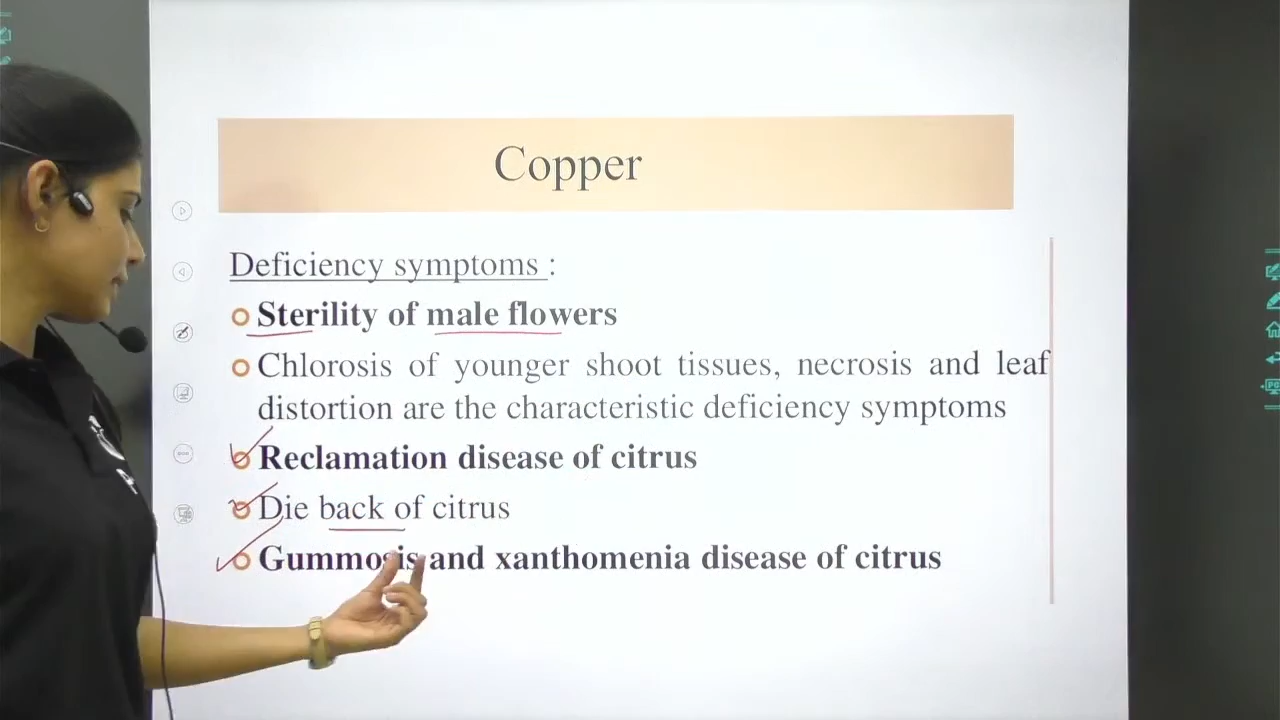 Copper
Deficiency symptoms :
Sterility of male flowers
Chlorosis of younger shoot tissues, necrosis and leaf
distortion are the characteristic deficiency symptoms
Reclamation disease of citrus
Die back of citrus
Gummosis and xanthomenia disease of citrus